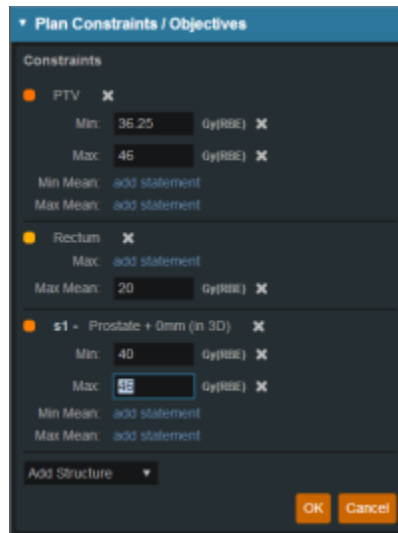 Plan Constraints / Objectives
Constraints
PTV
Min: 36.25 Gy(RBE)
Max: 46 Gy(RBE)
Min Mean: add statement
Max Mean: add statement
Rectum
Max: add statement
Max Mean: 20 Gy(RBE)
s1 - Prostate + 0mm (in 3D)
Min: 40 Gy(RBE)
Max: 46 Gy(RBE)
Min Mean: add statement
Max Mean: add statement
Add Structure
OK Cancel